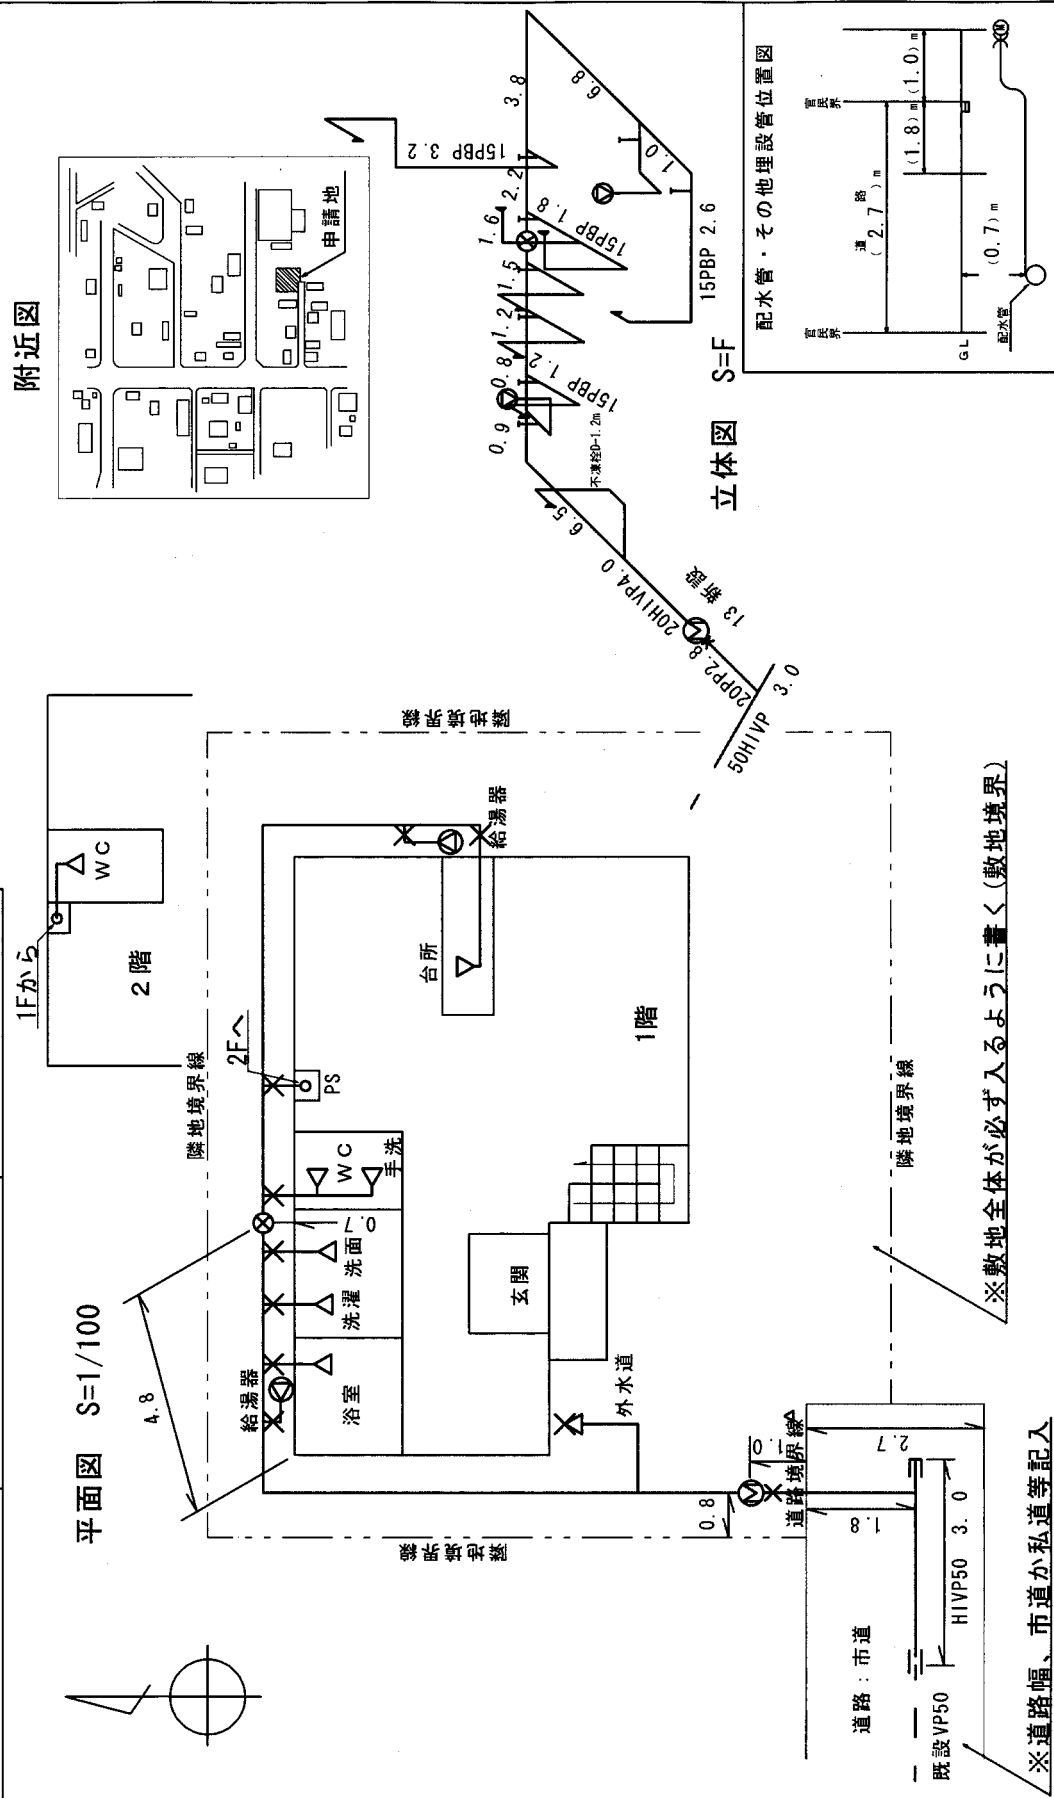 平面図 S=1/100
4.8
1Fから
WC
2階
隣地境界線
2Fへ
PS
給湯器
浴室
洗濯
洗面
0.7
WC
手洗
台所
給湯器
1階
玄関
外水道
隣地境界線
隣地境界線
隣地境界線
0.8
1.0
道路境界線
1.8
2.7
HIVP50 3.0
道路：市道
既設VP50
※道路幅、市道か私道等記入
※敷地全体が必ず入るように書く(敷地境界)
附近図
申請地
立体図 S=F
50HIVP 3.0
20PP2.8
13 新設
20HIVP4.0
6.5
不凍栓D-1.2m
0.9
0.8
15PBP 1.2
1.2
1.5
1.6
15PBP 1.8
2.2
15PBP 3.2
3.8
6.8
1.0
15PBP 2.6
配水管・その他埋設管位置図
官民界
官民界
道路
(2.7)m
(1.8)m
(1.0)m
GL
(0.7)m
配水管
M